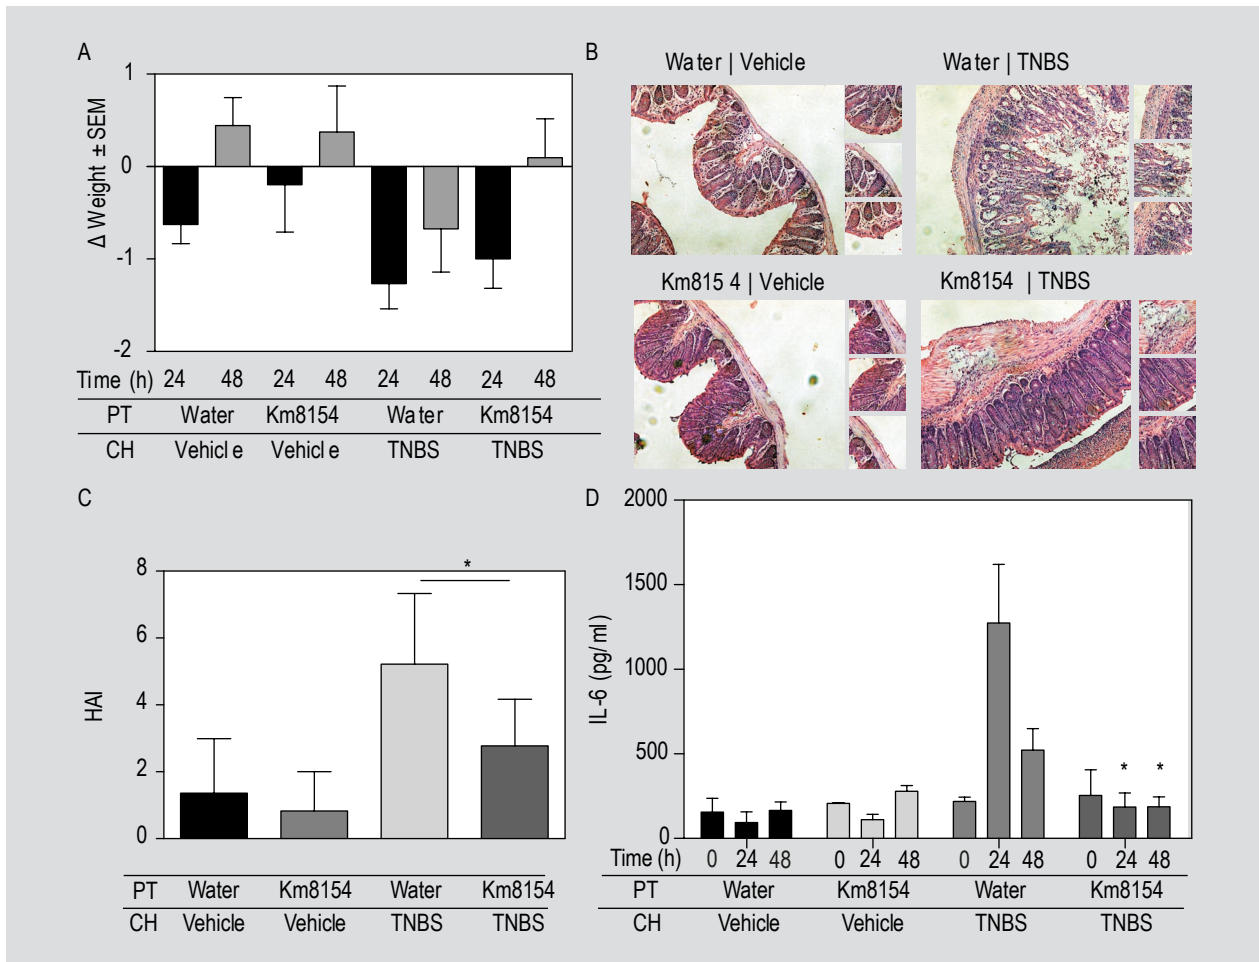 A
1
0
-1
-2
Δ Weight ± SEM
Time (h) 24 48 24 48 24 48 24 48
PT Water Km8154 Water Km8154
CH Vehicl e Vehicl e TNBS TNBS
B
Water | Vehicle
Water | TNBS
Km815 4 | Vehicle
Km8154 | TNBS
C
8
6
4
2
0
HAI
*
PT Water Km8154 Water Km8154
CH Vehicle Vehicle TNBS TNBS
D
2000
1500
1000
500
0
IL-6 (pg/ml)
* *
Time (h) 0 24 48 0 24 48 0 24 48 0 24 48
PT Water Km8154 Water Km8154
CH Vehicle Vehicle TNBS TNBS